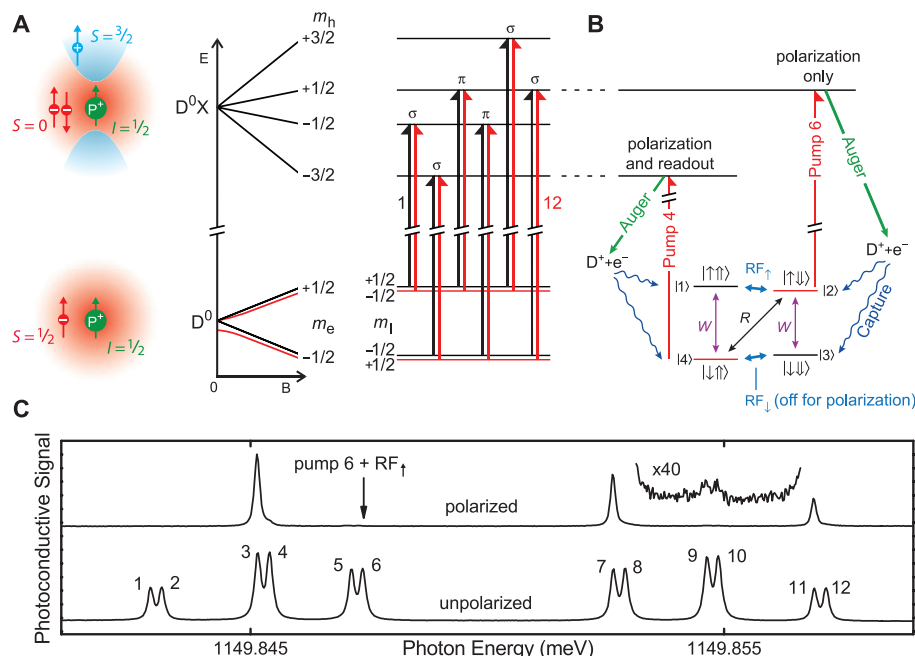 A
S=3/2
E
m_h
+3/2
D⁰X
+1/2
−1/2
−3/2
S=0
P⁺
I=1/2
σ
σ
π
π
σ
σ
1
12
D⁰
+1/2
m_e
−1/2
0
B
S=1/2
P⁺
I=1/2
+1/2
−1/2
m_I
−1/2
+1/2
B
polarization
only
polarization
and readout
Auger
Pump 4
Pump 6
Auger
D⁺+e⁻
D⁺+e⁻
|1⟩
|↑⇑⟩
RF↑
|↑⇓⟩
|2⟩
W
R
W
Capture
|4⟩
|↓⇑⟩
|↓⇓⟩
|3⟩
RF↓ (off for polarization)
C
Photoconductive Signal
pump 6 + RF↑
x40
polarized
1 2 3 4 5 6 7 8 9 10 11 12
unpolarized
1149.845
Photon Energy (meV)
1149.855